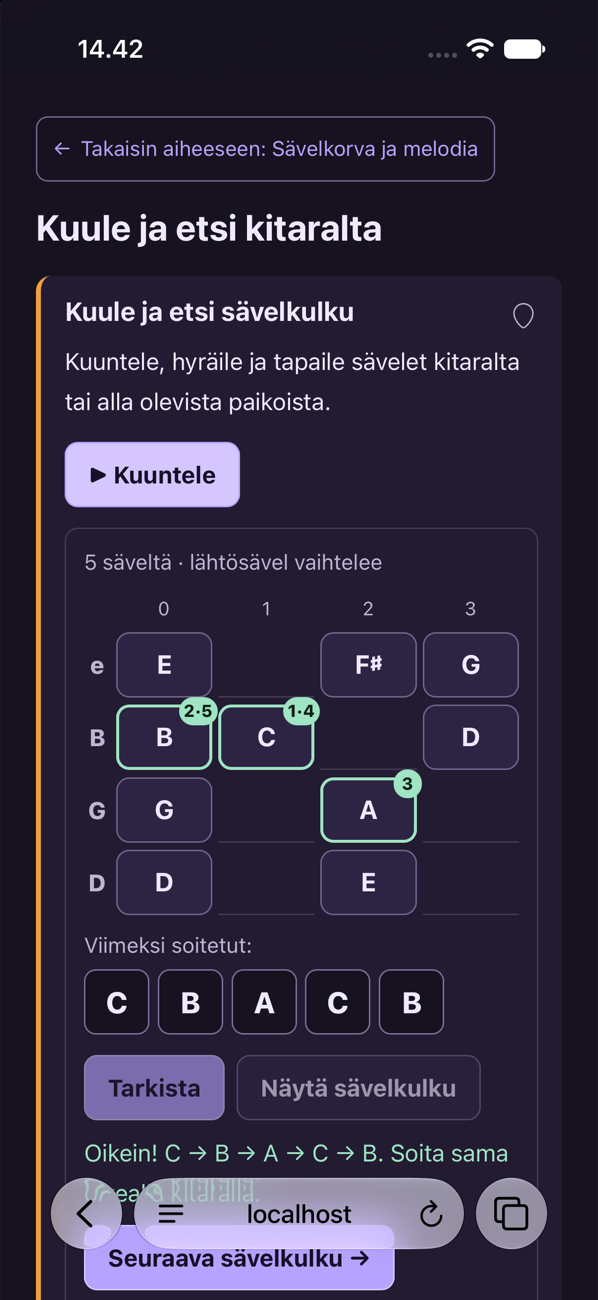 14.42
← Takaisin aiheeseen: Sävelkorva ja melodia
Kuule ja etsi kitaralta
Kuule ja etsi sävelkulku
Kuuntele, hyräile ja tapaile sävelet kitaralta
tai alla olevista paikoista.
▶ Kuuntele
5 säveltä · lähtösävel vaihtelee
0 1 2 3
e E F# G
B B 2·5 C 1·4 D
G G A 3
D D E
Viimeksi soitetut:
C B A C B
Tarkista Näytä sävelkulku
Oikein! C → B → A → C → B. Soita sama
kitaralla.
localhost
Seuraava sävelkulku →